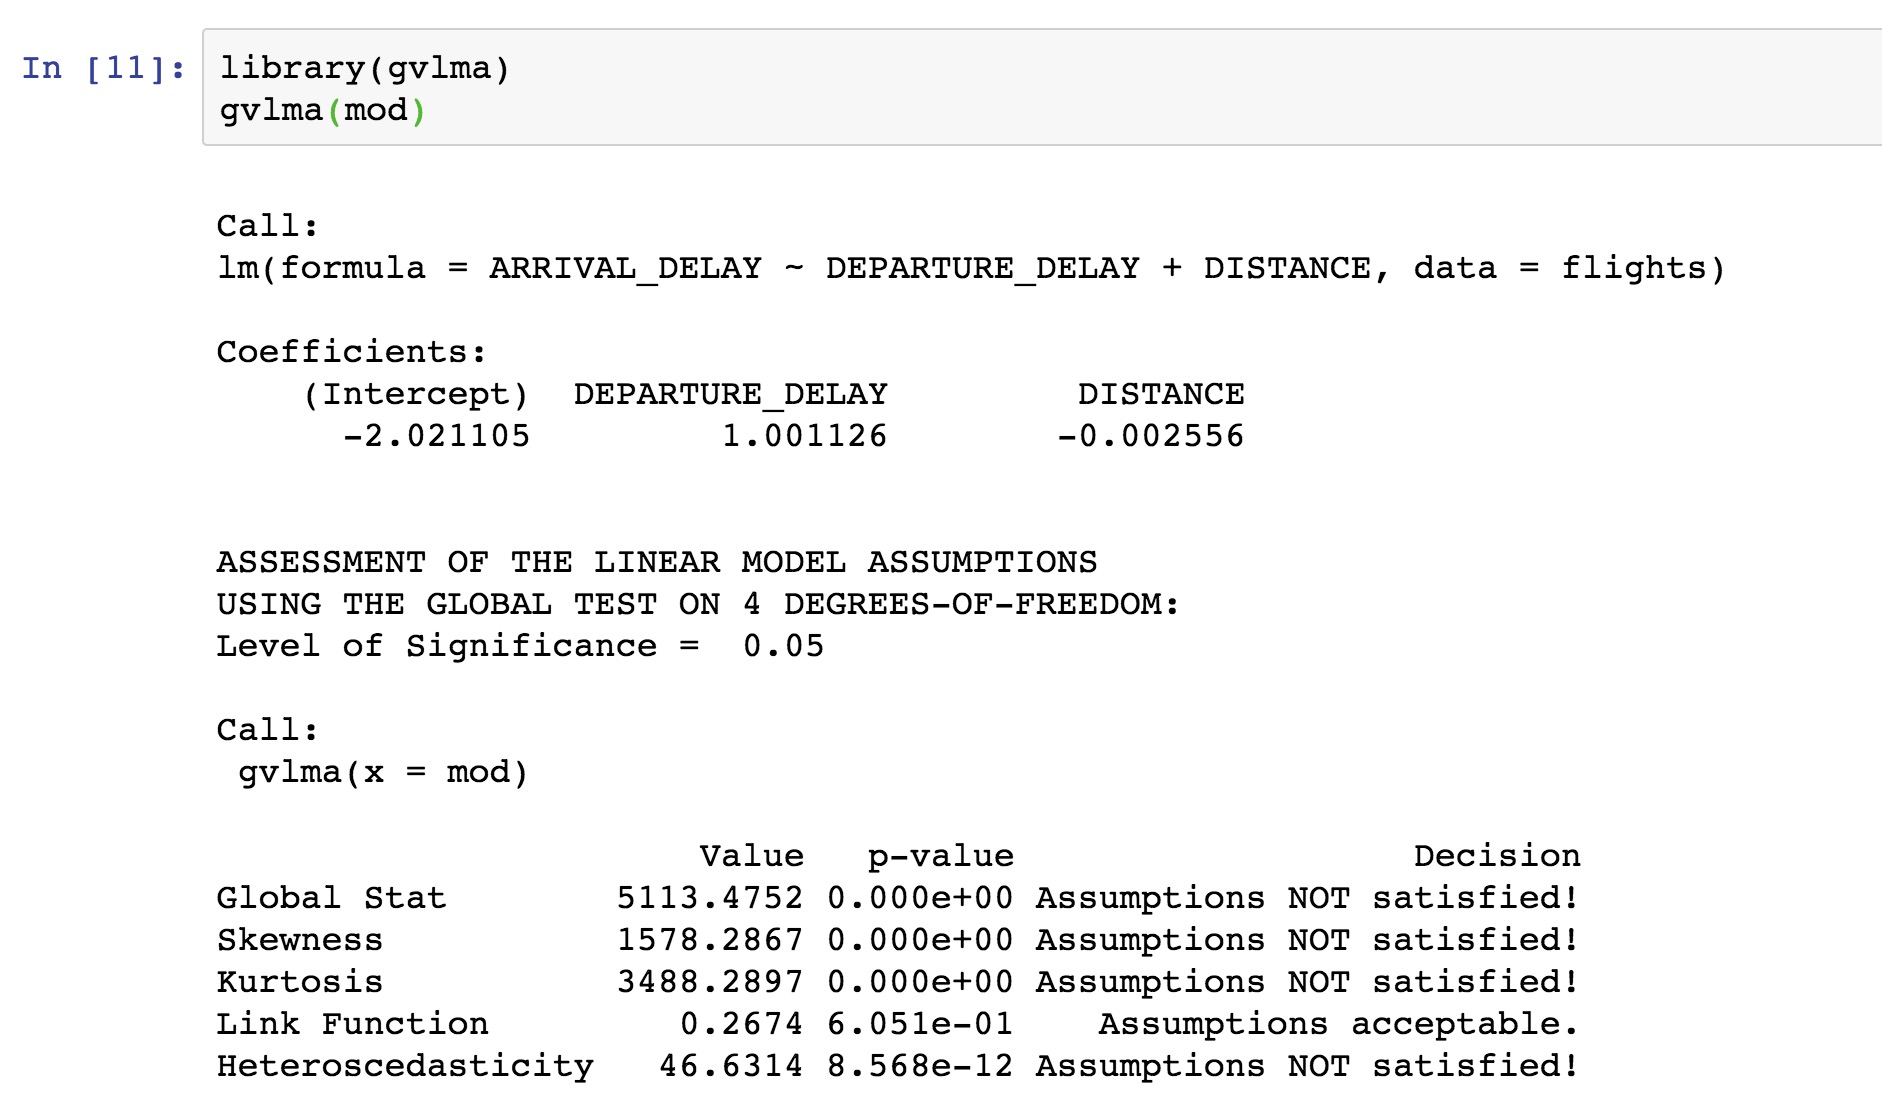 In [11]: library(gvlma)
gvlma(mod)
Call:
lm(formula = ARRIVAL_DELAY ~ DEPARTURE_DELAY + DISTANCE, data = flights)
Coefficients:
(Intercept) DEPARTURE_DELAY DISTANCE
-2.021105 1.001126 -0.002556
ASSESSMENT OF THE LINEAR MODEL ASSUMPTIONS
USING THE GLOBAL TEST ON 4 DEGREES-OF-FREEDOM:
Level of Significance = 0.05
Call:
gvlma(x = mod)
Value p-value Decision
Global Stat 5113.4752 0.000e+00 Assumptions NOT satisfied!
Skewness 1578.2867 0.000e+00 Assumptions NOT satisfied!
Kurtosis 3488.2897 0.000e+00 Assumptions NOT satisfied!
Link Function 0.2674 6.051e-01 Assumptions acceptable.
Heteroscedasticity 46.6314 8.568e-12 Assumptions NOT satisfied!